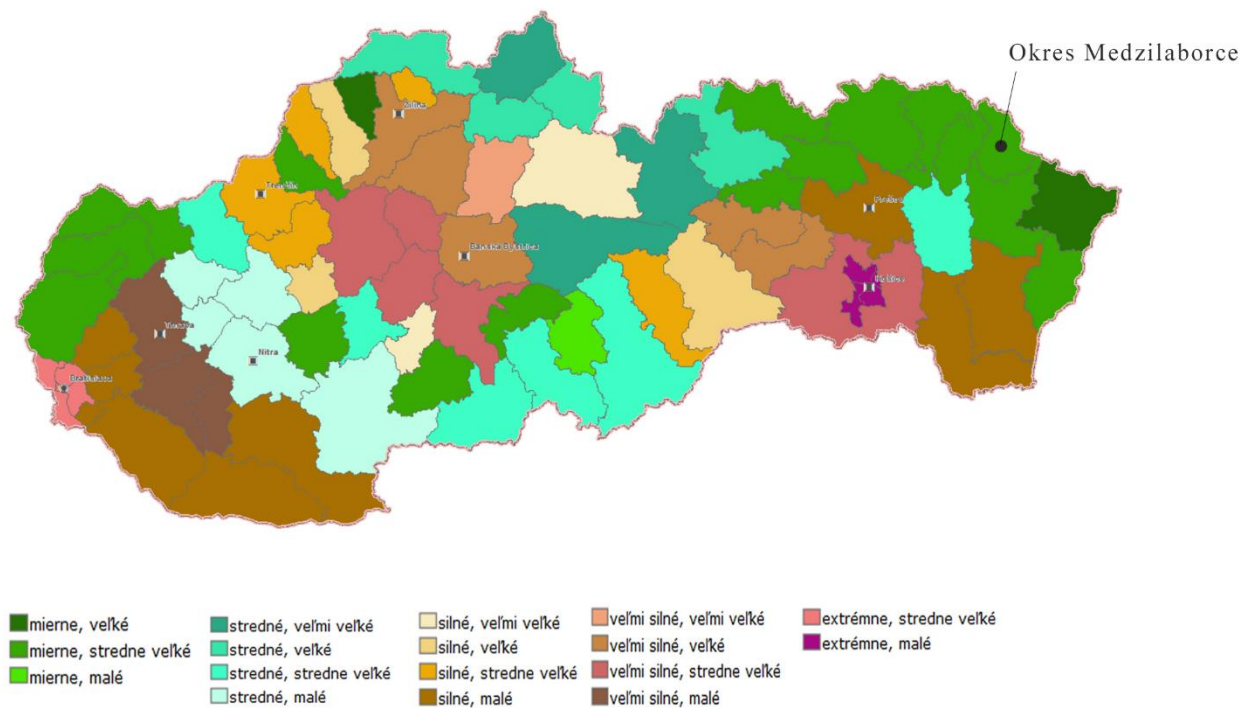 Okres Medzilaborce
Žilina
Trenčín
Prešov
Banská Bystrica
Košice
Trnava
Nitra
Bratislava
mierne, veľké
mierne, stredne veľké
mierne, malé
stredné, veľmi veľké
stredné, veľké
stredné, stredne veľké
stredné, malé
silné, veľmi veľké
silné, veľké
silné, stredne veľké
silné, malé
veľmi silné, veľmi veľké
veľmi silné, veľké
veľmi silné, stredne veľké
veľmi silné, malé
extrémne, stredne veľké
extrémne, malé